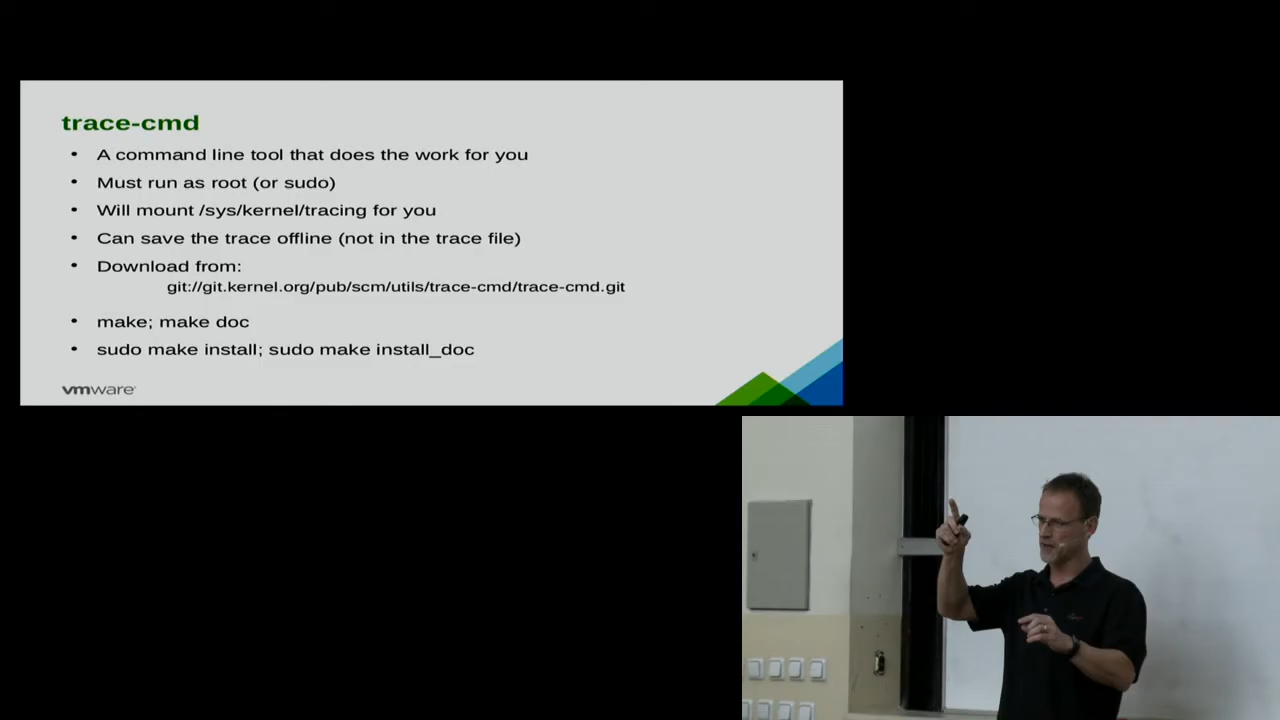 trace-cmd
• A command line tool that does the work for you
• Must run as root (or sudo)
• Will mount /sys/kernel/tracing for you
• Can save the trace offline (not in the trace file)
• Download from:
git://git.kernel.org/pub/scm/utils/trace-cmd/trace-cmd.git
• make; make doc
• sudo make install; sudo make install_doc
vmware